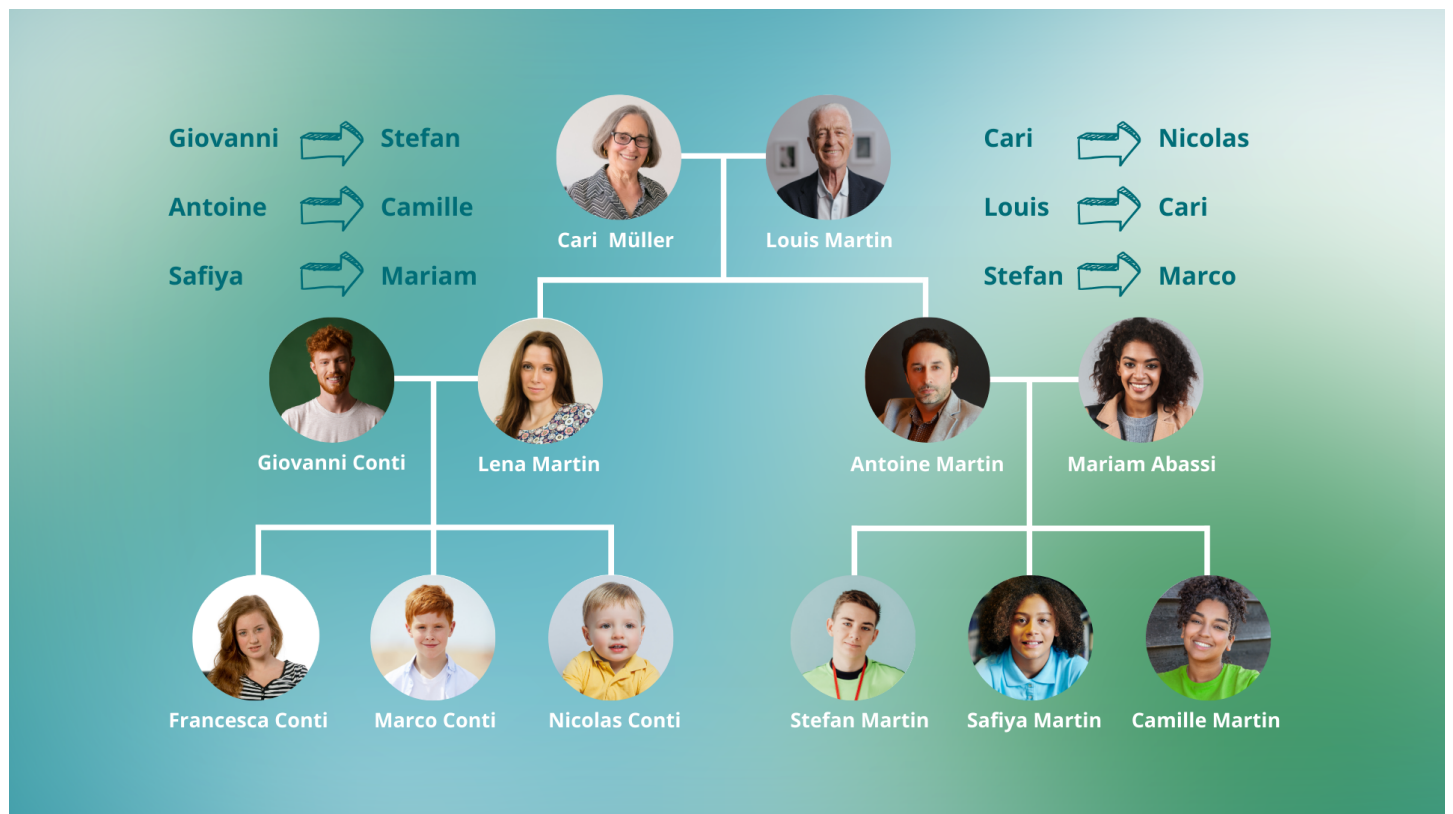 Giovanni Stefan
Antoine Camille
Safiya Mariam
Cari Nicolas
Louis Cari
Stefan Marco
Cari Müller
Louis Martin
Giovanni Conti
Lena Martin
Antoine Martin
Mariam Abassi
Francesca Conti
Marco Conti
Nicolas Conti
Stefan Martin
Safiya Martin
Camille Martin